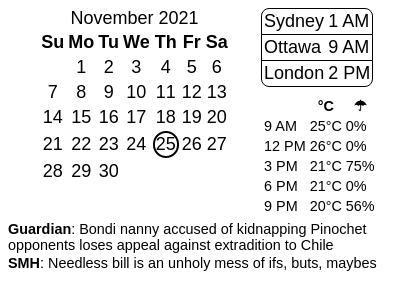 November 2021
Su Mo Tu We Th Fr Sa
1 2 3 4 5 6
7 8 9 10 11 12 13
14 15 16 17 18 19 20
21 22 23 24 25 26 27
28 29 30
Sydney 1 AM
Ottawa 9 AM
London 2 PM
°C ☂
9 AM 25°C 0%
12 PM 26°C 0%
3 PM 21°C 75%
6 PM 21°C 0%
9 PM 20°C 56%
Guardian: Bondi nanny accused of kidnapping Pinochet
opponents loses appeal against extradition to Chile
SMH: Needless bill is an unholy mess of ifs, buts, maybes